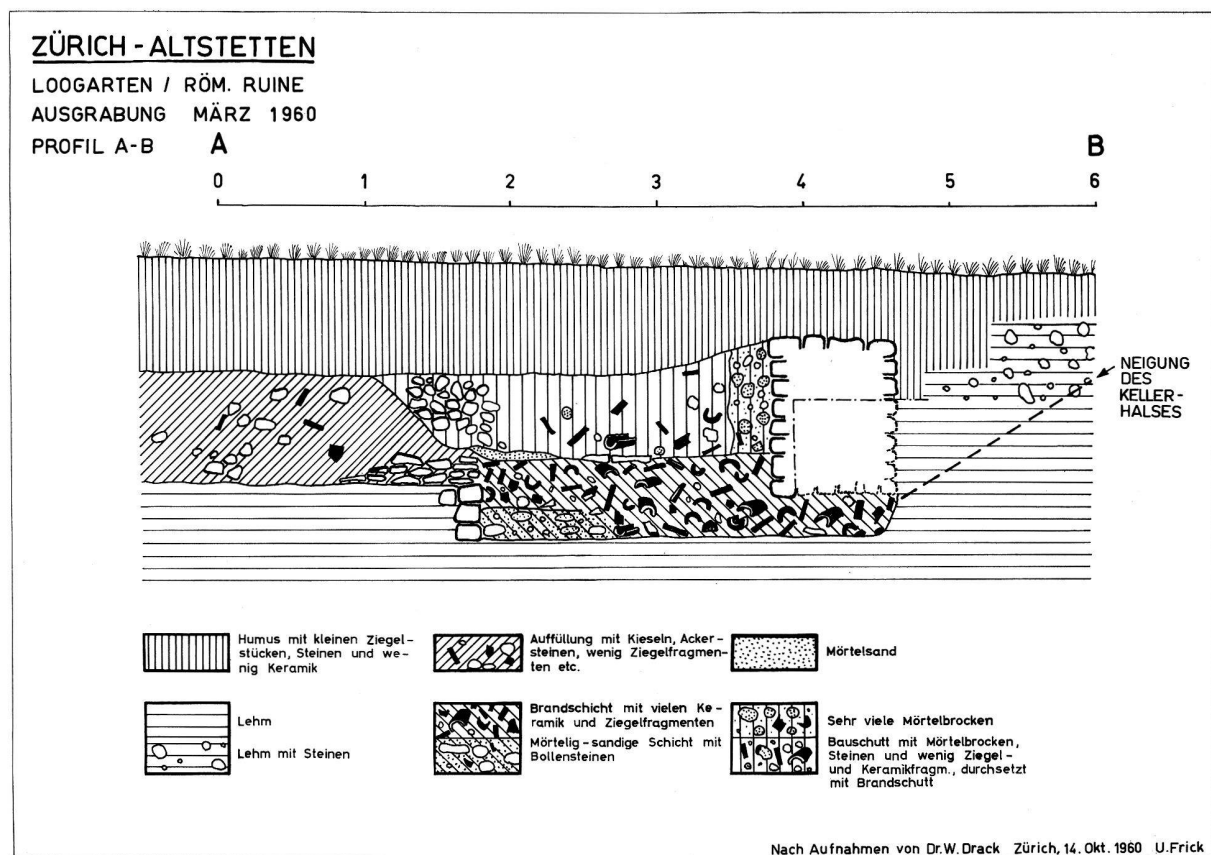 ZÜRICH - ALTSTETTEN
LOOGARTEN / RÖM. RUINE
AUSGRABUNG MÄRZ 1960
PROFIL A-B
A
B
0 1 2 3 4 5 6
NEIGUNG
DES
KELLER-
HALSES
Humus mit kleinen Ziegel-
stücken, Steinen und we-
nig Keramik
Auffüllung mit Kieseln, Acker-
steinen, wenig Ziegelfragmen-
ten etc.
Mörtelsand
Lehm
Lehm mit Steinen
Brandschicht mit vielen Ke-
ramik und Ziegelfragmenten
Mörtelig-sandige Schicht mit
Bollensteinen
Sehr viele Mörtelbrocken
Bauschutt mit Mörtelbrocken,
Steinen und wenig Ziegel-
und Keramikfragm., durchsetzt
mit Brandschutt
Nach Aufnahmen von Dr. W. Drack Zürich, 14. Okt. 1960 U. Frick